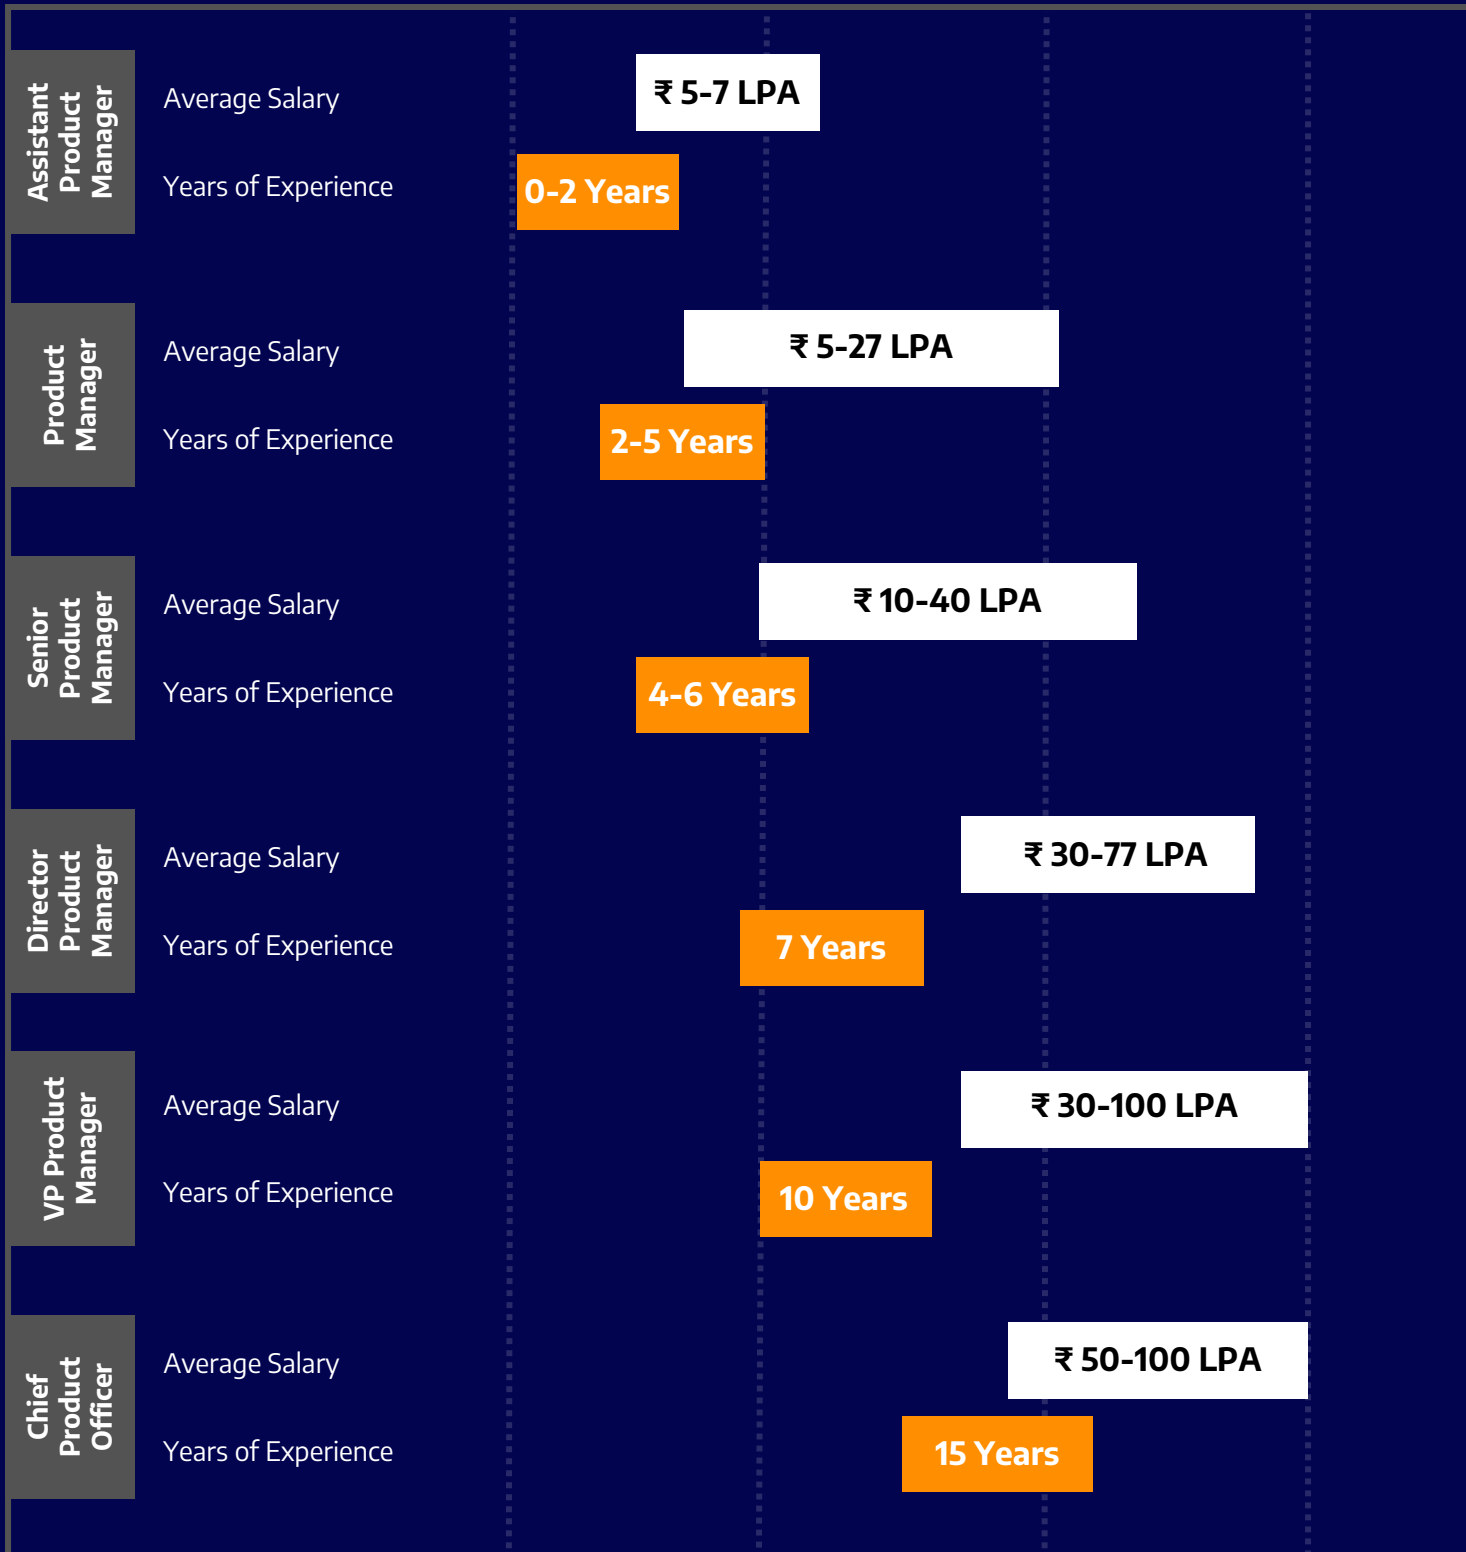 Assistant
Product
Manager
Average Salary
₹ 5-7 LPA
Years of Experience
0-2 Years
Product
Manager
Average Salary
₹ 5-27 LPA
Years of Experience
2-5 Years
Senior
Product
Manager
Average Salary
₹ 10-40 LPA
Years of Experience
4-6 Years
Director
Product
Manager
Average Salary
₹ 30-77 LPA
Years of Experience
7 Years
VP Product
Manager
Average Salary
₹ 30-100 LPA
Years of Experience
10 Years
Chief
Product
Officer
Average Salary
₹ 50-100 LPA
Years of Experience
15 Years